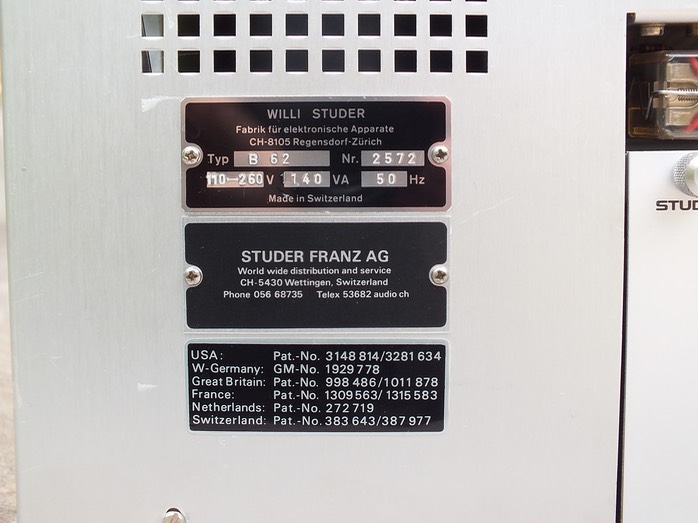 WILLI STUDER
Fabrik für elektronische Apparate
CH-8105 Regensdorf-Zürich
Typ B 62 Nr. 2572
110-260 V 140 VA 50 Hz
Made in Switzerland
STUDER FRANZ AG
World wide distribution and service
CH-5430 Wettingen, Switzerland
Phone 056 68735 Telex 53682 audio ch
USA: Pat.-No. 3148 814/3281 634
W-Germany: GM-No. 1929 778
Great Britain: Pat.-No. 998 486/1011 878
France: Pat.-No. 1309563/ 1315 583
Netherlands: Pat.-No. 272 719
Switzerland: Pat.-No. 383 643/387 977